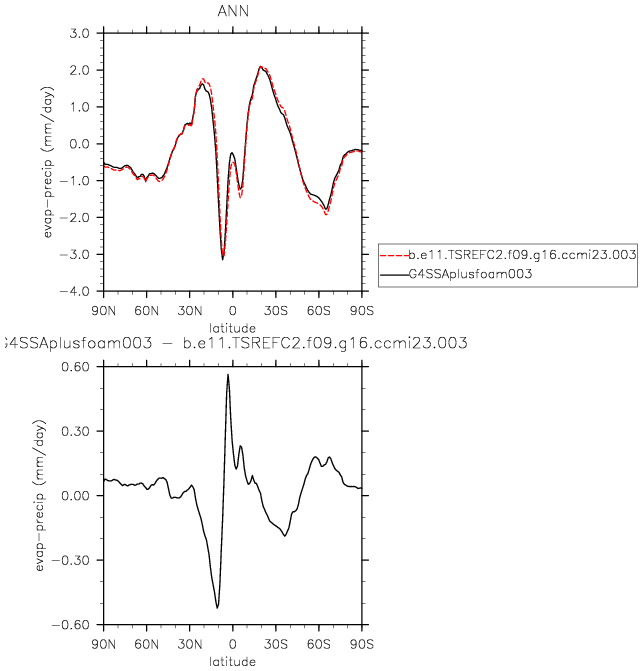 ANN
3.0
2.0
1.0
0.0
−1.0
−2.0
−3.0
−4.0
evap−precip (mm/day)
90N 60N 30N 0 30S 60S 90S
latitude
b.e11.TSREFC2.f09.g16.ccmi23.003
G4SSAplusfoam003
G4SSAplusfoam003 − b.e11.TSREFC2.f09.g16.ccmi23.003
0.60
0.30
0.00
−0.30
−0.60
evap−precip (mm/day)
90N 60N 30N 0 30S 60S 90S
latitude